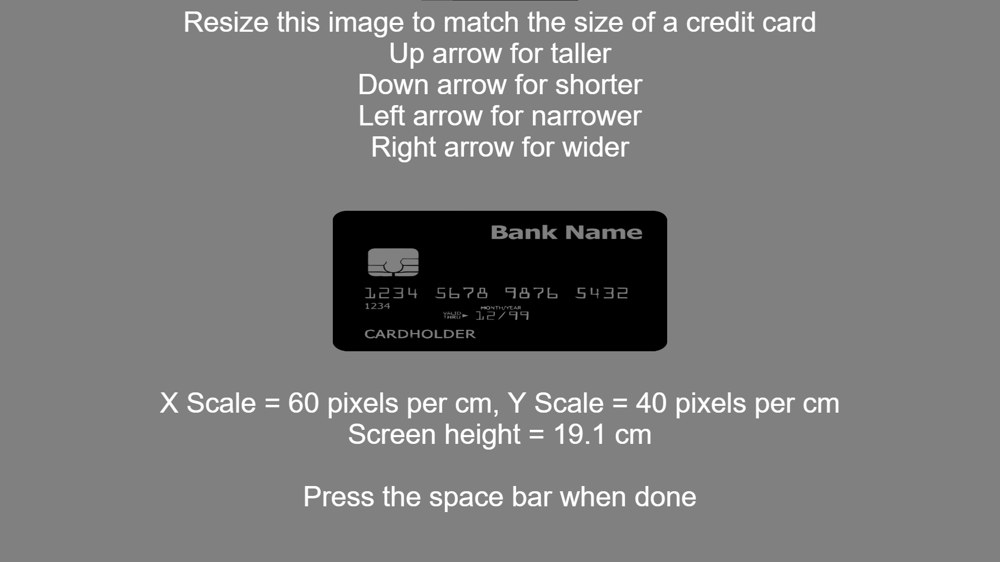 Resize this image to match the size of a credit card
Up arrow for taller
Down arrow for shorter
Left arrow for narrower
Right arrow for wider
Bank Name
1234 5678 9876 5432
1234
MONTH/YEAR
VALID
THRU
12/99
CARDHOLDER
X Scale = 60 pixels per cm, Y Scale = 40 pixels per cm
Screen height = 19.1 cm
Press the space bar when done